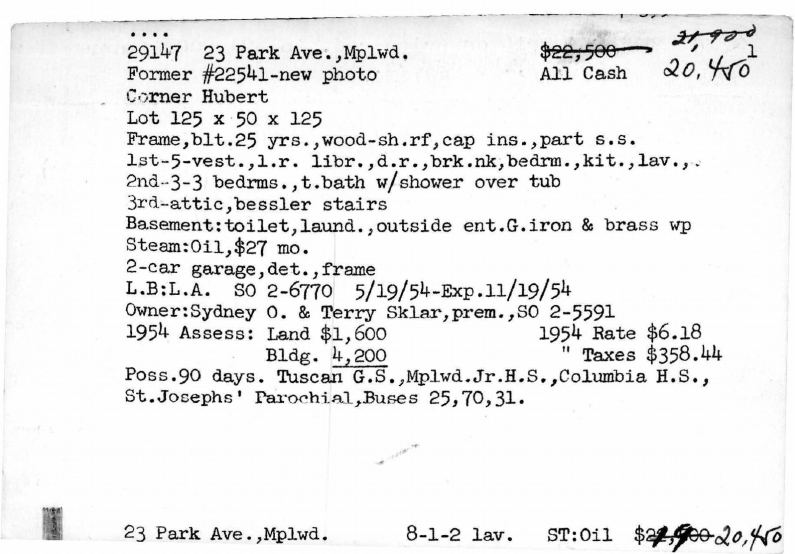 ....
29147 23 Park Ave.,Mplwd. $22,500 21,900 1
Former #22541-new photo All Cash 20,450
Corner Hubert
Lot 125 x 50 x 125
Frame,blt.25 yrs.,wood-sh.rf,cap ins.,part s.s.
1st-5-vest.,l.r. libr.,d.r.,brk.nk,bedrm.,kit.,lav.,.
2nd-3-3 bedrms.,t.bath w/shower over tub
3rd-attic,bessler stairs
Basement:toilet,laund.,outside ent.G.iron & brass wp
Steam:Oil,$27 mo.
2-car garage,det.,frame
L.B:L.A. SO 2-6770 5/19/54-Exp.11/19/54
Owner:Sydney O. & Terry Sklar,prem.,SO 2-5591
1954 Assess: Land $1,600 1954 Rate $6.18
Bldg. 4,200 " Taxes $358.44
Poss.90 days. Tuscan G.S.,Mplwd.Jr.H.S.,Columbia H.S.,
St.Josephs' Parochial,Buses 25,70,31.
23 Park Ave.,Mplwd. 8-1-2 lav. ST:Oil 20,450